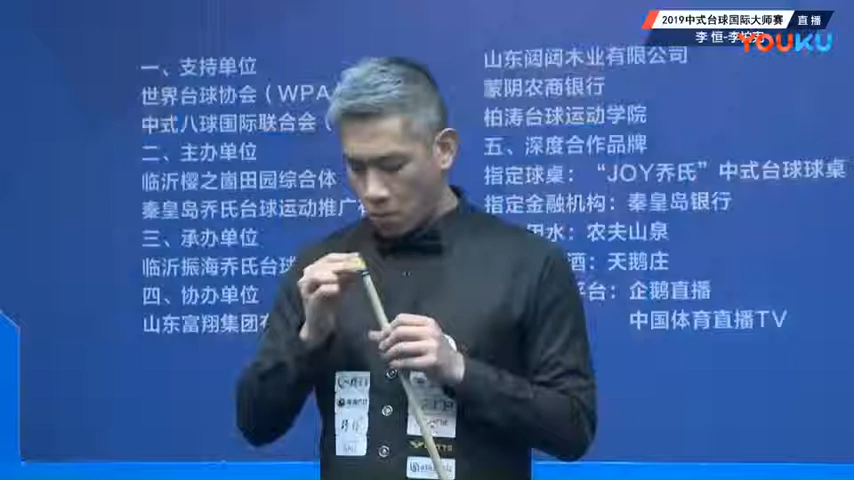 2019中式台球国际大师赛 直播
李恒-李
YOUKU
一、支持单位
世界台球协会（WPA
中式八球国际联合会（
二、主办单位
临沂樱之崮田园综合体
秦皇岛乔氏台球运动推广
三、承办单位
临沂振海乔氏台球
四、协办单位
山东富翔集团有
山东闼闼木业有限公司
蒙阴农商银行
柏涛台球运动学院
五、深度合作品牌
指定球桌：“JOY乔氏”中式台球球桌
指定金融机构：秦皇岛银行
用水：农夫山泉
酒：天鹅庄
平台：企鹅直播
中国体育直播TV